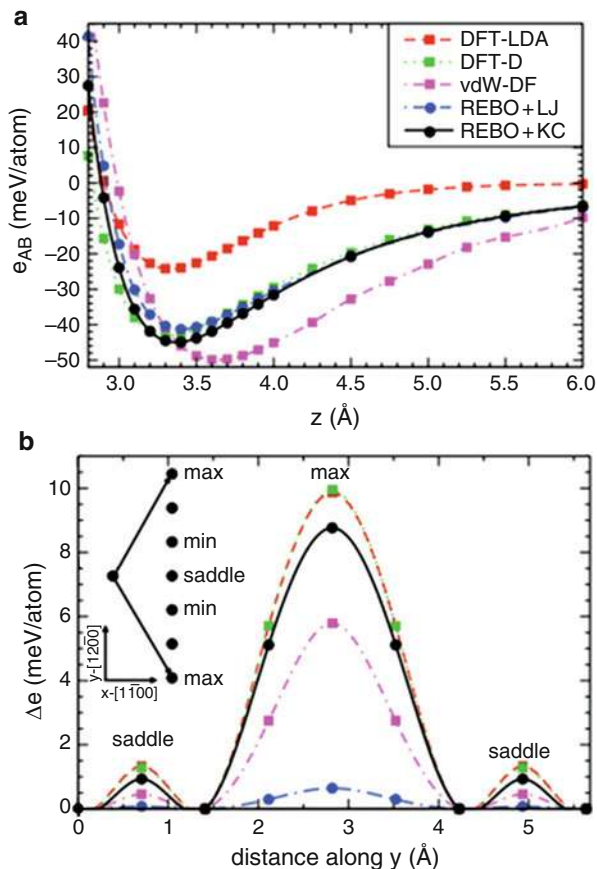 a
40
30
20
10
0
−10
−20
−30
−40
−50
e_AB (meV/atom)
DFT-LDA
DFT-D
vdW-DF
REBO+LJ
REBO+KC
3.0 3.5 4.0 4.5 5.0 5.5 6.0
z (Å)
b
10
8
6
4
2
0
Δe (meV/atom)
max
min
saddle
min
max
y-[12̄00]
x-[11̄00]
max
saddle
saddle
0 1 2 3 4 5
distance along y (Å)